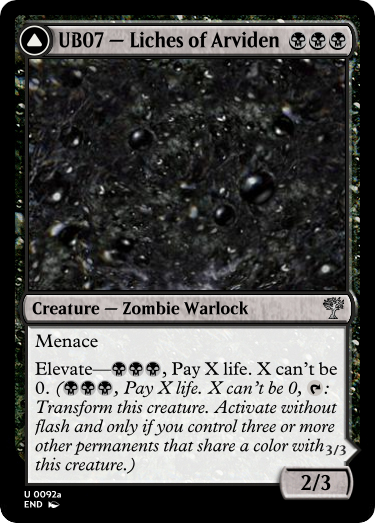 UB07 — Liches of Arviden
Creature — Zombie Warlock
Menace
Elevate—, Pay X life. X can't be
0. (, Pay X life. X can't be 0, :
Transform this creature. Activate without
flash and only if you control three or more
other permanents that share a color with
this creature.)
3/3
2/3
U 0092a
END